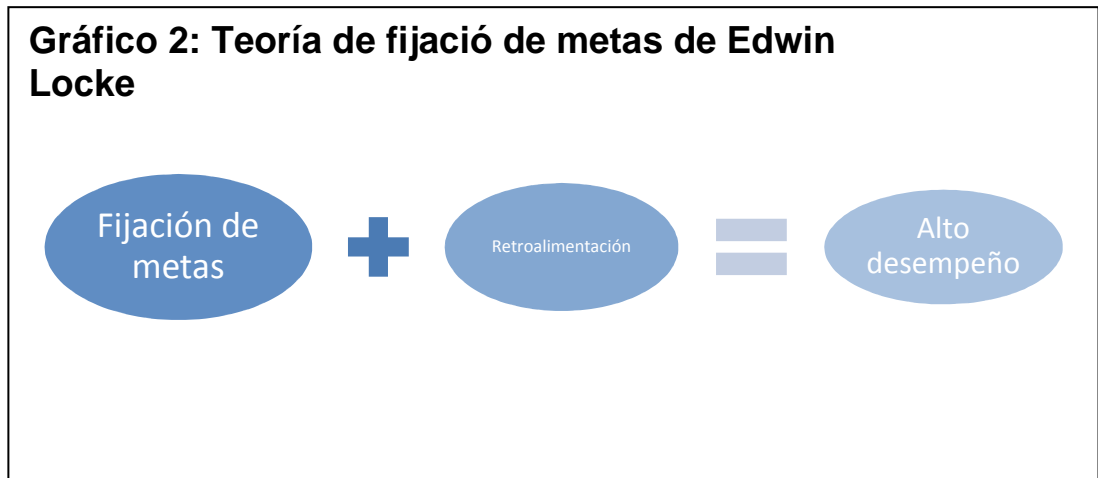 Gráfico 2: Teoría de fijació de metas de Edwin
Locke
Fijación de
metas
Retroalimentación
Alto
desempeño